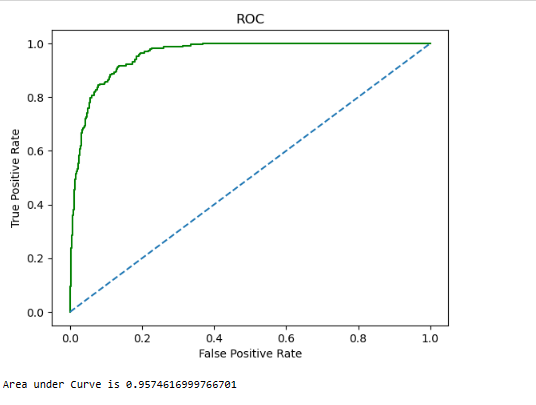 ROC
1.0
0.8
0.6
0.4
0.2
0.0
True Positive Rate
0.0 0.2 0.4 0.6 0.8 1.0
False Positive Rate
Area under Curve is 0.9574616999766701